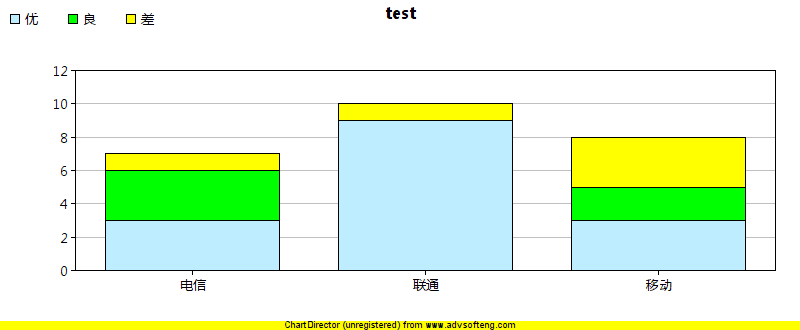 test
优 良 差
12
10
8
6
4
2
0
电信 联通 移动
ChartDirector (unregistered) from www.advsofteng.com